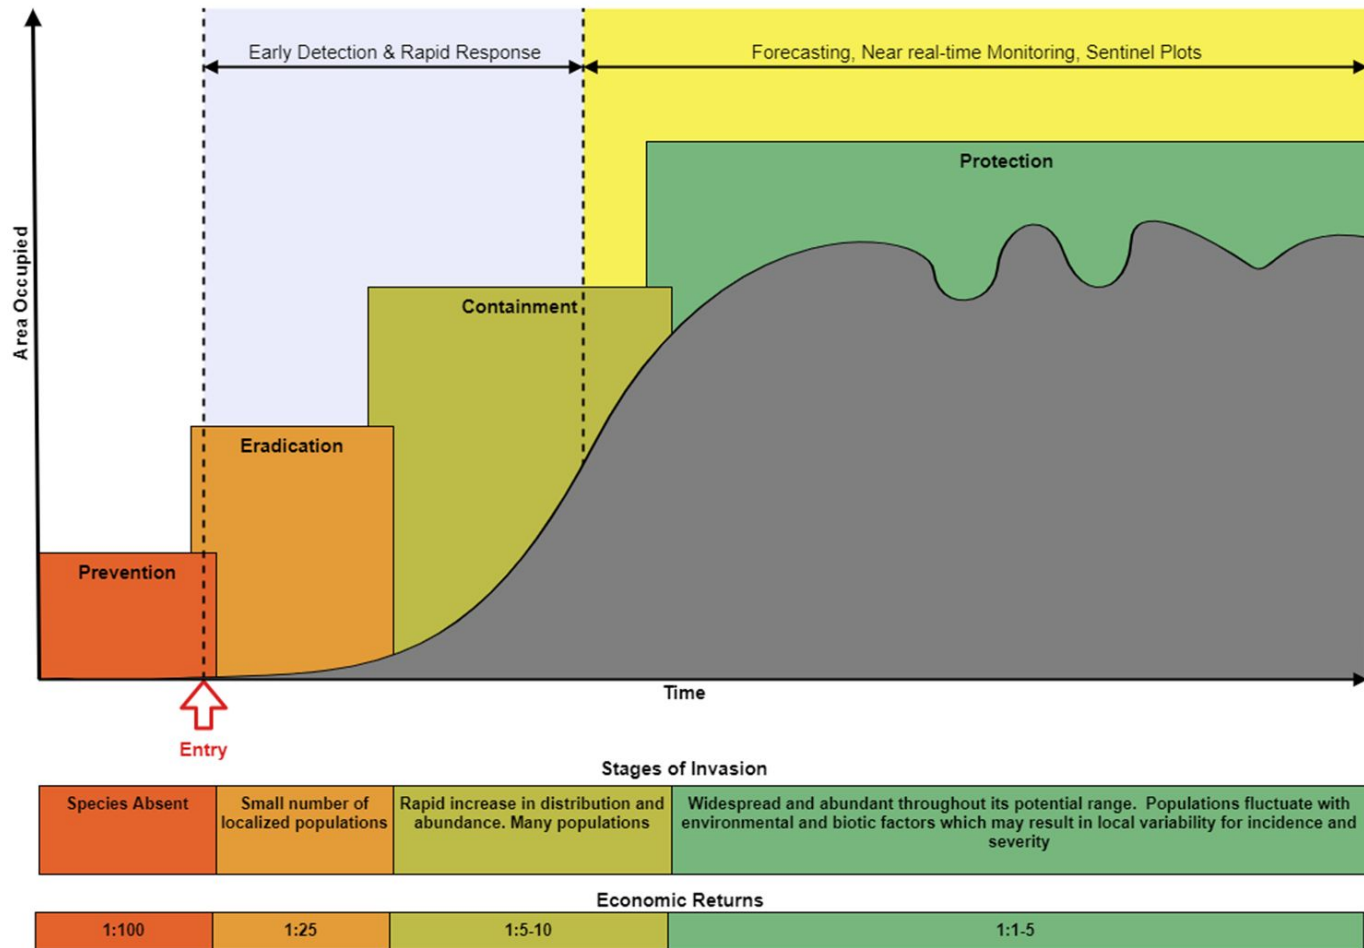 Early Detection & Rapid Response
Forecasting, Near real-time Monitoring, Sentinel Plots
Protection
Containment
Eradication
Prevention
Area Occupied
Time
Entry
Stages of Invasion
Species Absent
Small number of
localized populations
Rapid increase in distribution and
abundance. Many populations
Widespread and abundant throughout its potential range. Populations fluctuate with
environmental and biotic factors which may result in local variability for incidence and
severity
Economic Returns
1:100
1:25
1:5-10
1:1-5